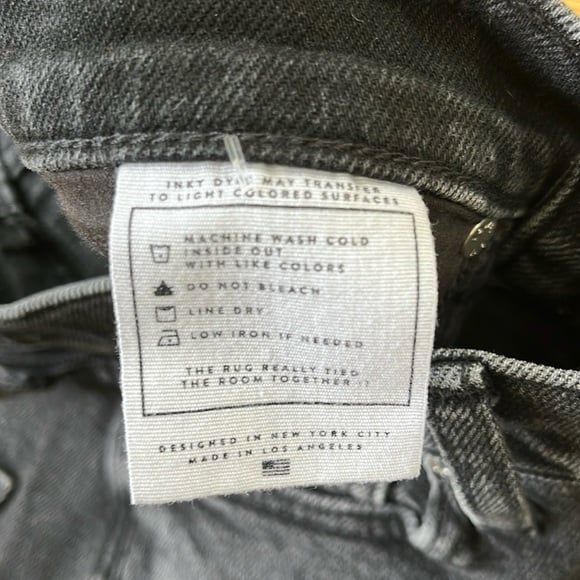 INKY DYE MAY TRANSFER
TO LIGHT COLORED SURFACES
MACHINE WASH COLD
INSIDE OUT
WITH LIKE COLORS
DO NOT BLEACH
LINE DRY
LOW IRON IF NEEDED
THE RUG REALLY TIED
THE ROOM TOGETHER
DESIGNED IN NEW YORK CITY
MADE IN LOS ANGELES